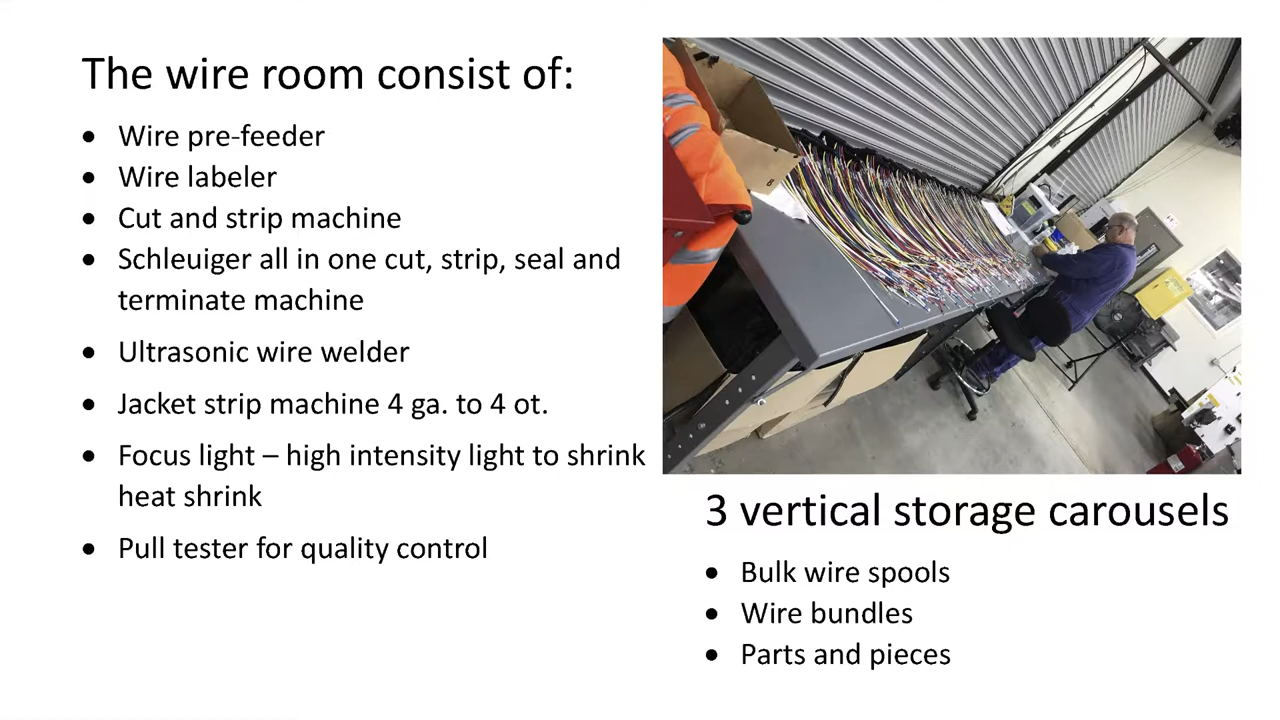 The wire room consist of:
• Wire pre-feeder
• Wire labeler
• Cut and strip machine
• Schleuiger all in one cut, strip, seal and
terminate machine
• Ultrasonic wire welder
• Jacket strip machine 4 ga. to 4 ot.
• Focus light – high intensity light to shrink
heat shrink
• Pull tester for quality control
3 vertical storage carousels
• Bulk wire spools
• Wire bundles
• Parts and pieces